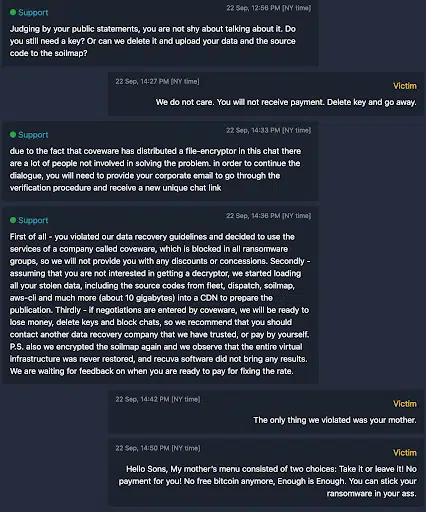 Support
22 Sep, 12:56 PM [NY time]
Judging by your public statements, you are not shy about talking about it. Do
you still need a key? Or can we delete it and upload your data and the source
code to the soilmap?
22 Sep, 14:27 PM [NY time]
Victim
We do not care. You will not receive payment. Delete key and go away.
Support
22 Sep, 14:33 PM [NY time]
due to the fact that coveware has distributed a file-encryptor in this chat there
are a lot of people not involved in solving the problem. in order to continue the
dialogue, you will need to provide your corporate email to go through the
verification procedure and receive a new unique chat link
Support
22 Sep, 14:36 PM [NY time]
First of all - you violated our data recovery guidelines and decided to use the
services of a company called coveware, which is blocked in all ransomware
groups, so we will not provide you with any discounts or concessions. Secondly -
assuming that you are not interested in getting a decryptor, we started loading
all your stolen data, including the source codes from fleet, dispatch, soilmap,
aws-cli and much more (about 10 gigabytes) into a CDN to prepare the
publication. Thirdly - if negotiations are entered by coveware, we will be ready to
lose money, delete keys and block chats, so we recommend that you should
contact another data recovery company that we have trusted, or pay by yourself.
P.S. also we encrypted the soilmap again and we observe that the entire virtual
infrastructure was never restored, and recuva software did not bring any results.
We are waiting for feedback on when you are ready to pay for fixing the rate.
22 Sep, 14:42 PM [NY time]
Victim
The only thing we violated was your mother.
22 Sep, 14:50 PM [NY time]
Victim
Hello Sons, My mother's menu consisted of two choices: Take it or leave it! No
payment for you! No free bitcoin anymore, Enough is Enough. You can stick your
ransomware in your ass.